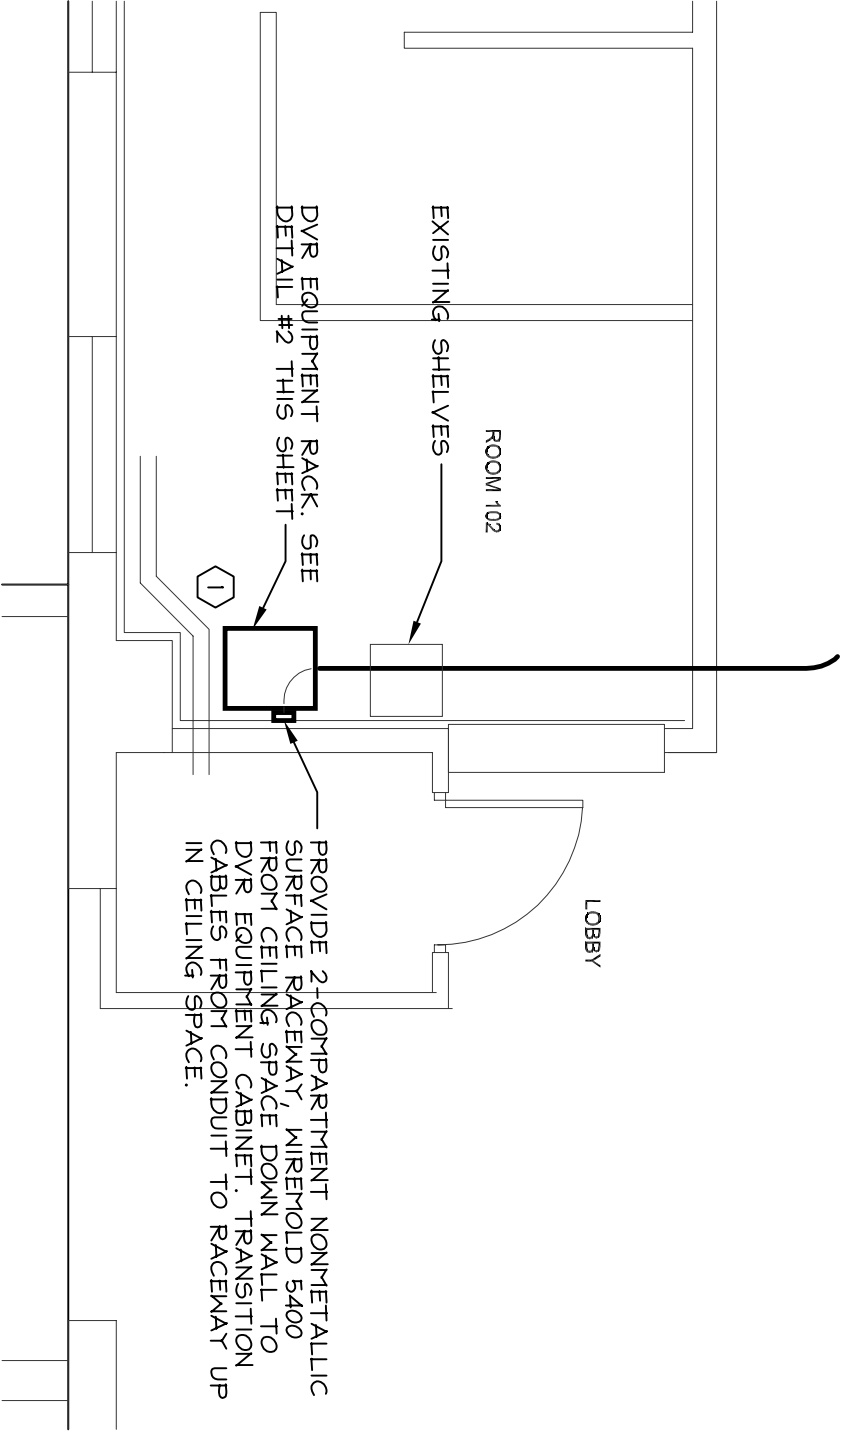 EXISTING SHELVES
DVR EQUIPMENT RACK. SEE
DETAIL #2 THIS SHEET
ROOM 102
1
LOBBY
PROVIDE 2-COMPARTMENT NONMETALLIC
SURFACE RACEWAY, WIREMOLD 5400
FROM CEILING SPACE DOWN WALL TO
DVR EQUIPMENT CABINET. TRANSITION
CABLES FROM CONDUIT TO RACEWAY UP
IN CEILING SPACE.